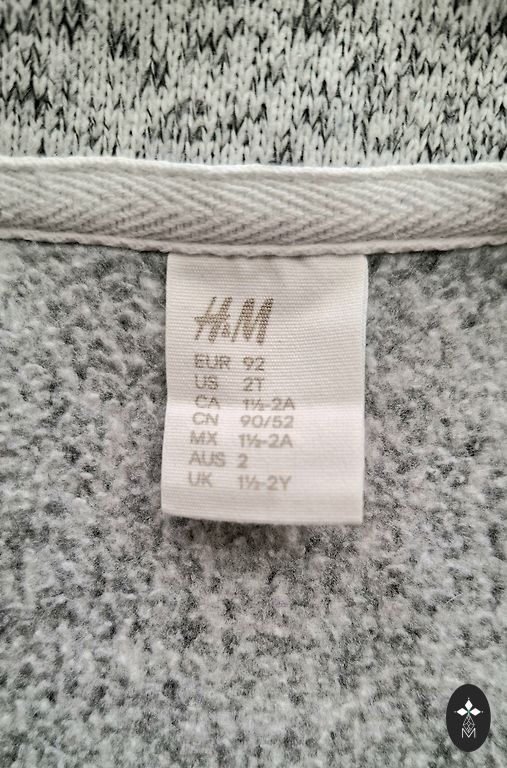 H&M
EUR 92
US 2T
CA 1½-2A
CN 90/52
MX 1½-2A
AUS 2
UK 1½-2Y
M